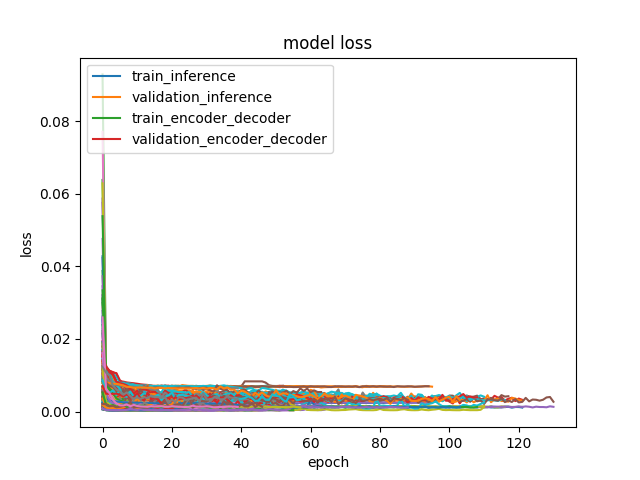 model loss
train_inference
validation_inference
train_encoder_decoder
validation_encoder_decoder
0.08
0.06
0.04
0.02
0.00
loss
0 20 40 60 80 100 120
epoch